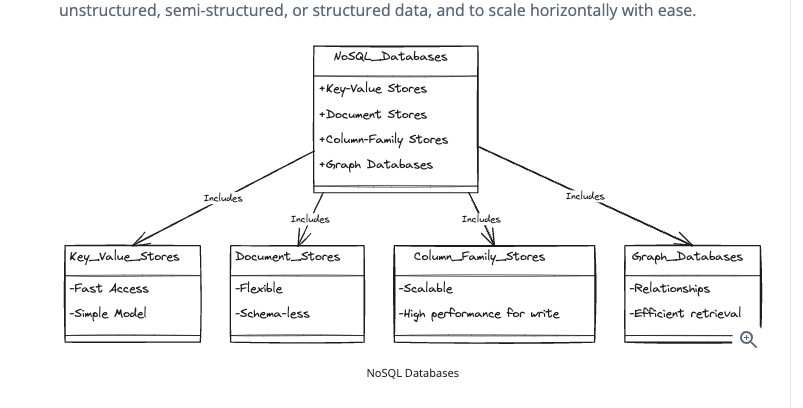 unstructured, semi-structured, or structured data, and to scale horizontally with ease.
NoSQL_Databases
+Key-Value Stores
+Document Stores
+Column-Family Stores
+Graph Databases
Includes
Includes
Includes
Includes
Key_Value_Stores
-Fast Access
-Simple Model
Document_Stores
-Flexible
-Schema-less
Column_Family_Stores
-Scalable
-High performance for write
Graph_Databases
-Relationships
-Efficient retrieval
NoSQL Databases